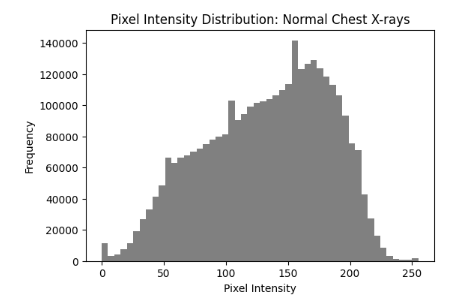 Pixel Intensity Distribution: Normal Chest X-rays
140000
120000
100000
80000
60000
40000
20000
0
Frequency
0 50 100 150 200 250
Pixel Intensity